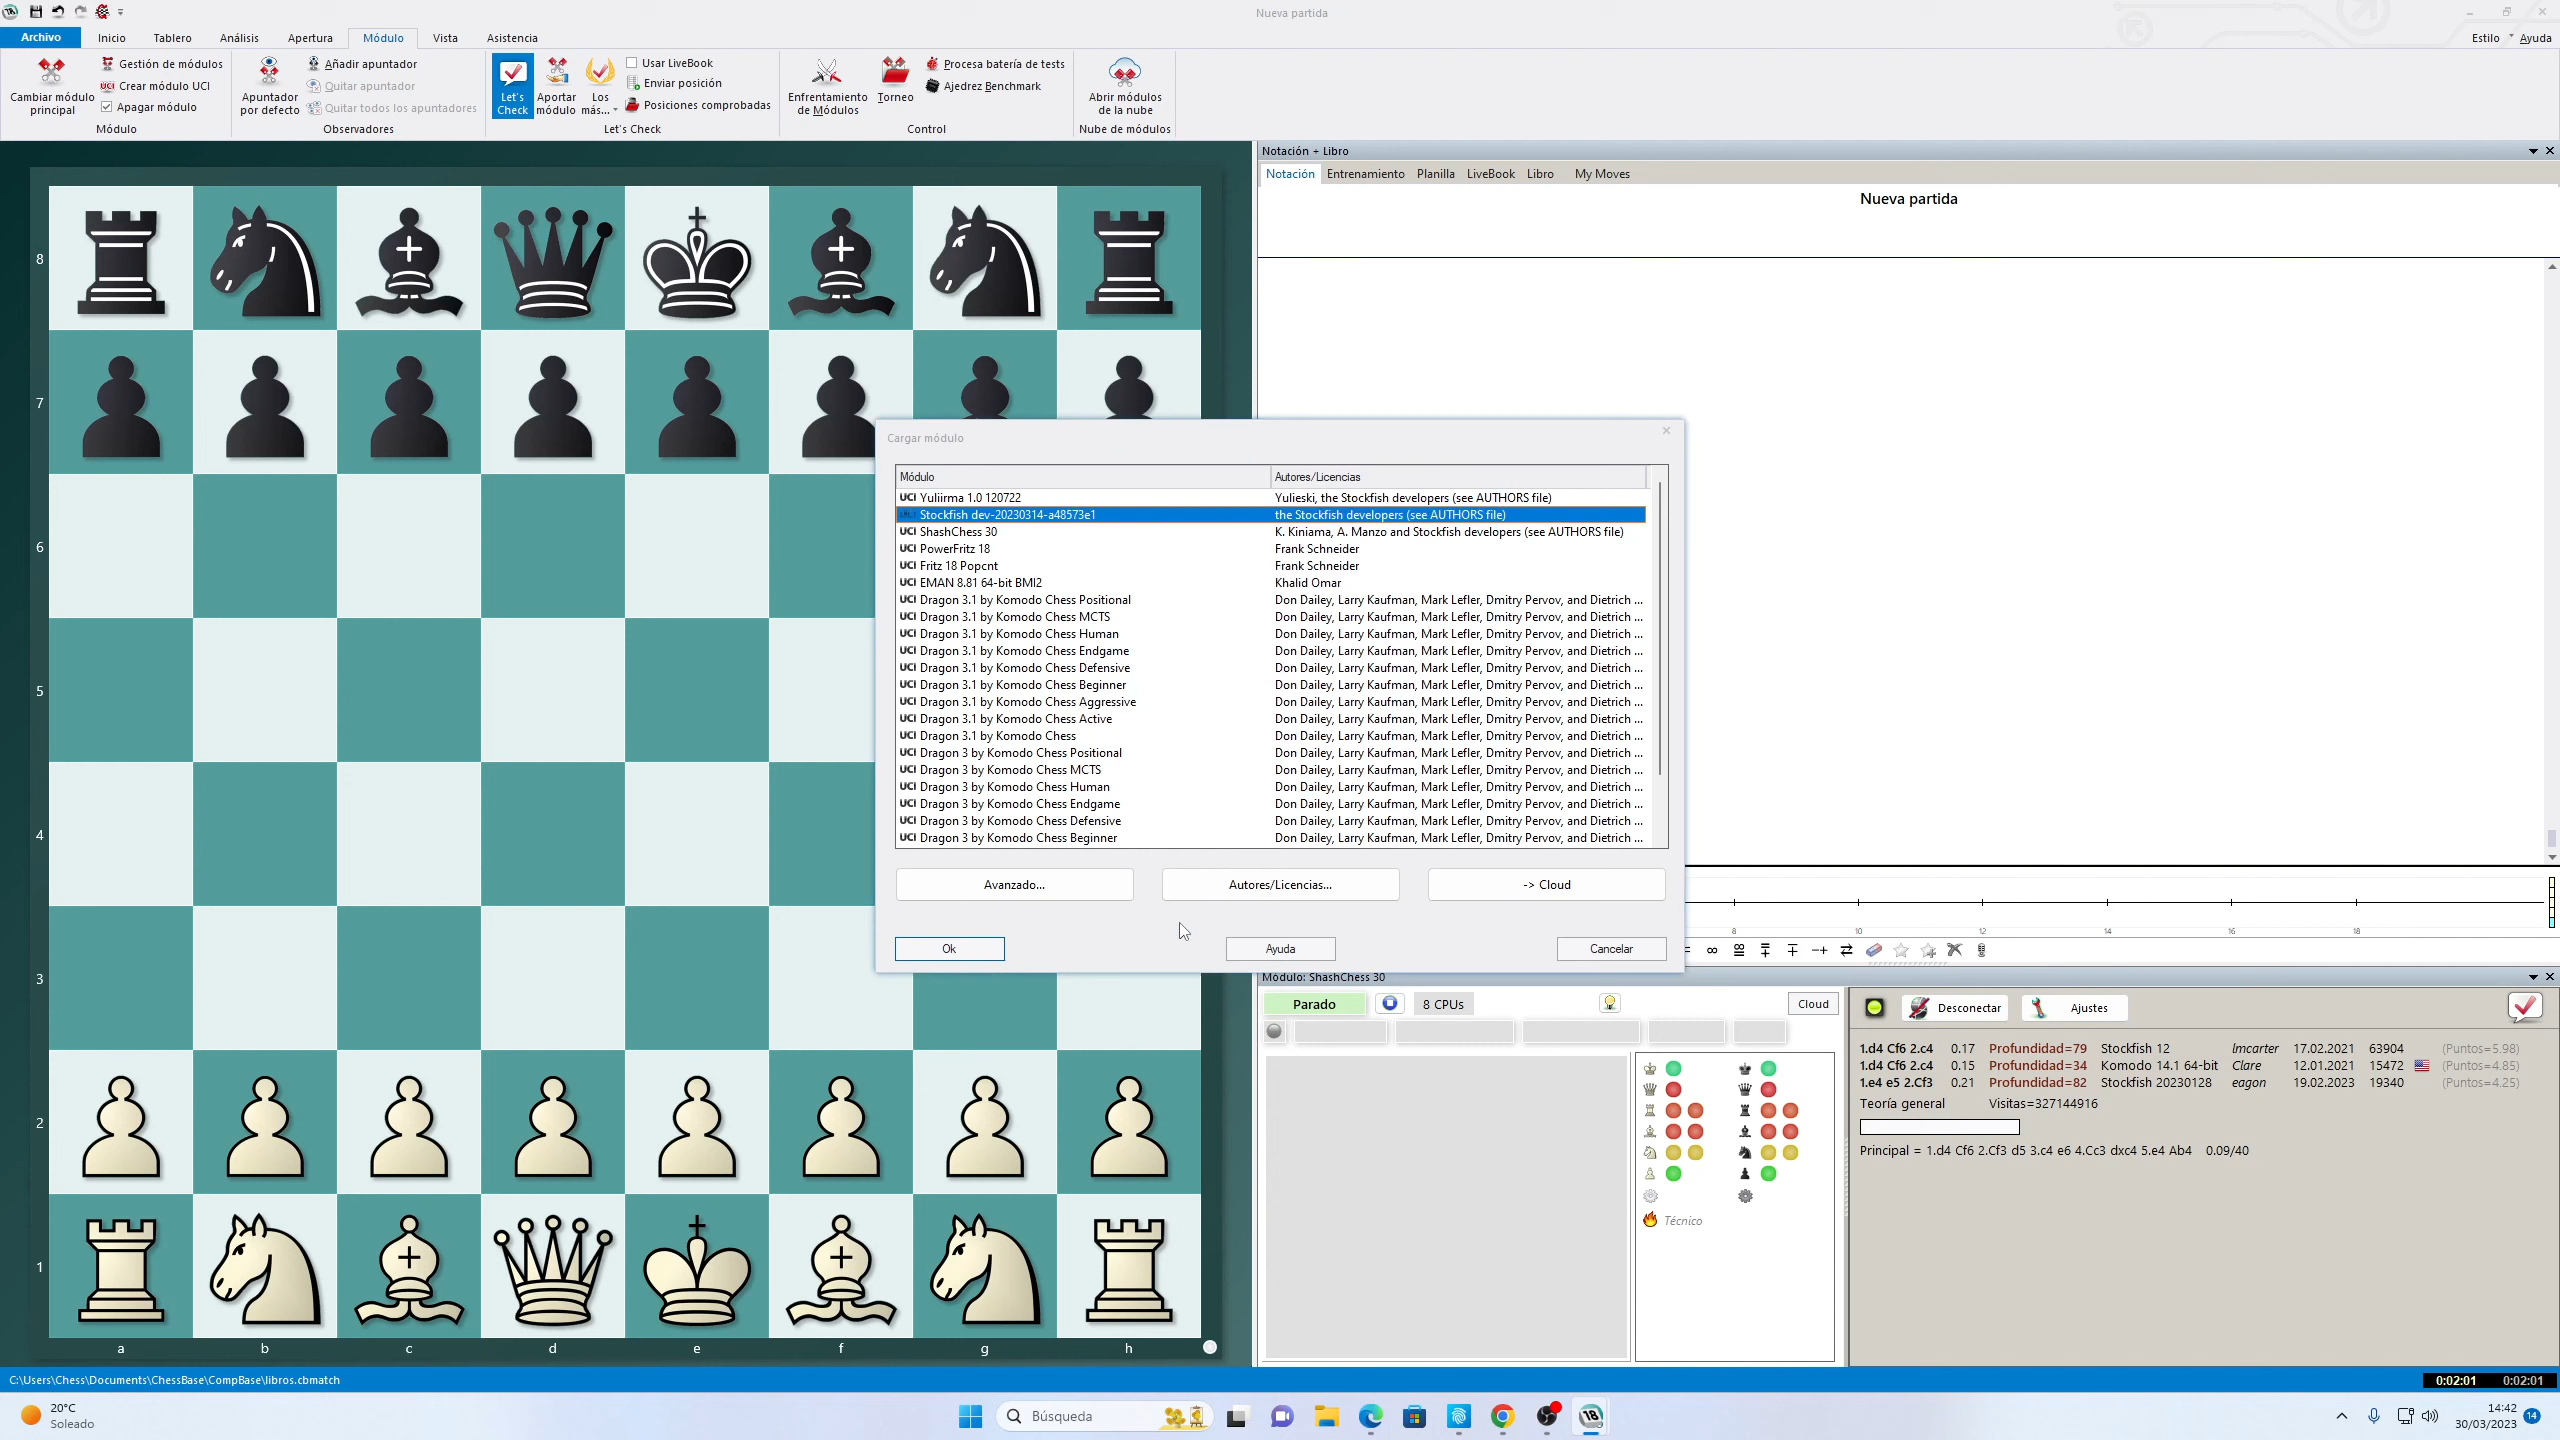 Nueva partida
Archivo Inicio Tablero Análisis Apertura Módulo Vista Asistencia Estilo Ayuda
Cambiar módulo principal
Gestión de módulos
Crear módulo UCI
Apagar módulo
Módulo
Apuntador por defecto
Añadir apuntador
Quitar apuntador
Quitar todos los apuntadores
Observadores
Let's Check
Aportar módulo
Los más...
Usar LiveBook
Enviar posición
Posiciones comprobadas
Let's Check
Enfrentamiento de Módulos
Torneo
Procesa batería de tests
Ajedrez Benchmark
Control
Abrir módulos de la nube
Nube de módulos
Notación + Libro
Notación Entrenamiento Planilla LiveBook Libro My Moves
Nueva partida
8
7
6
5
4
3
2
1
a b c d e f g h
Cargar módulo
Módulo Autores/Licencias
UCI Yuliirma 1.0 120722 Yulieski, the Stockfish developers (see AUTHORS file)
Stockfish dev-20230314-a48573e1 the Stockfish developers (see AUTHORS file)
UCI ShashChess 30 K. Kiniama, A. Manzo and Stockfish developers (see AUTHORS file)
UCI PowerFritz 18 Frank Schneider
UCI Fritz 18 Popcnt Frank Schneider
UCI EMAN 8.81 64-bit BMI2 Khalid Omar
UCI Dragon 3.1 by Komodo Chess Positional Don Dailey, Larry Kaufman, Mark Lefler, Dmitry Pervov, and Dietrich ...
UCI Dragon 3.1 by Komodo Chess MCTS Don Dailey, Larry Kaufman, Mark Lefler, Dmitry Pervov, and Dietrich ...
UCI Dragon 3.1 by Komodo Chess Human Don Dailey, Larry Kaufman, Mark Lefler, Dmitry Pervov, and Dietrich ...
UCI Dragon 3.1 by Komodo Chess Endgame Don Dailey, Larry Kaufman, Mark Lefler, Dmitry Pervov, and Dietrich ...
UCI Dragon 3.1 by Komodo Chess Defensive Don Dailey, Larry Kaufman, Mark Lefler, Dmitry Pervov, and Dietrich ...
UCI Dragon 3.1 by Komodo Chess Beginner Don Dailey, Larry Kaufman, Mark Lefler, Dmitry Pervov, and Dietrich ...
UCI Dragon 3.1 by Komodo Chess Aggressive Don Dailey, Larry Kaufman, Mark Lefler, Dmitry Pervov, and Dietrich ...
UCI Dragon 3.1 by Komodo Chess Active Don Dailey, Larry Kaufman, Mark Lefler, Dmitry Pervov, and Dietrich ...
UCI Dragon 3.1 by Komodo Chess Don Dailey, Larry Kaufman, Mark Lefler, Dmitry Pervov, and Dietrich ...
UCI Dragon 3 by Komodo Chess Positional Don Dailey, Larry Kaufman, Mark Lefler, Dmitry Pervov, and Dietrich ...
UCI Dragon 3 by Komodo Chess MCTS Don Dailey, Larry Kaufman, Mark Lefler, Dmitry Pervov, and Dietrich ...
UCI Dragon 3 by Komodo Chess Human Don Dailey, Larry Kaufman, Mark Lefler, Dmitry Pervov, and Dietrich ...
UCI Dragon 3 by Komodo Chess Endgame Don Dailey, Larry Kaufman, Mark Lefler, Dmitry Pervov, and Dietrich ...
UCI Dragon 3 by Komodo Chess Defensive Don Dailey, Larry Kaufman, Mark Lefler, Dmitry Pervov, and Dietrich ...
UCI Dragon 3 by Komodo Chess Beginner Don Dailey, Larry Kaufman, Mark Lefler, Dmitry Pervov, and Dietrich ...
Avanzado... Autores/Licencias... -> Cloud
Ok Ayuda Cancelar
8 10 12 14 16 18
Módulo: ShashChess 30
Parado 8 CPUs Cloud
Técnico
Desconectar Ajustes
1.d4 Cf6 2.c4 0.17 Profundidad=79 Stockfish 12 lmcarter 17.02.2021 63904 (Puntos=5.98)
1.d4 Cf6 2.c4 0.15 Profundidad=34 Komodo 14.1 64-bit Clare 12.01.2021 15472 (Puntos=4.85)
1.e4 e5 2.Cf3 0.21 Profundidad=82 Stockfish 20230128 eagon 19.02.2023 19340 (Puntos=4.25)
Teoría general Visitas=327144916
Principal = 1.d4 Cf6 2.Cf3 d5 3.c4 e6 4.Cc3 dxc4 5.e4 Ab4 0.09/40
C:\Users\Chess\Documents\ChessBase\CompBase\libros.cbmatch
0:02:01 0:02:01
20°C
Soleado
Búsqueda
18
14:42
30/03/2023
14